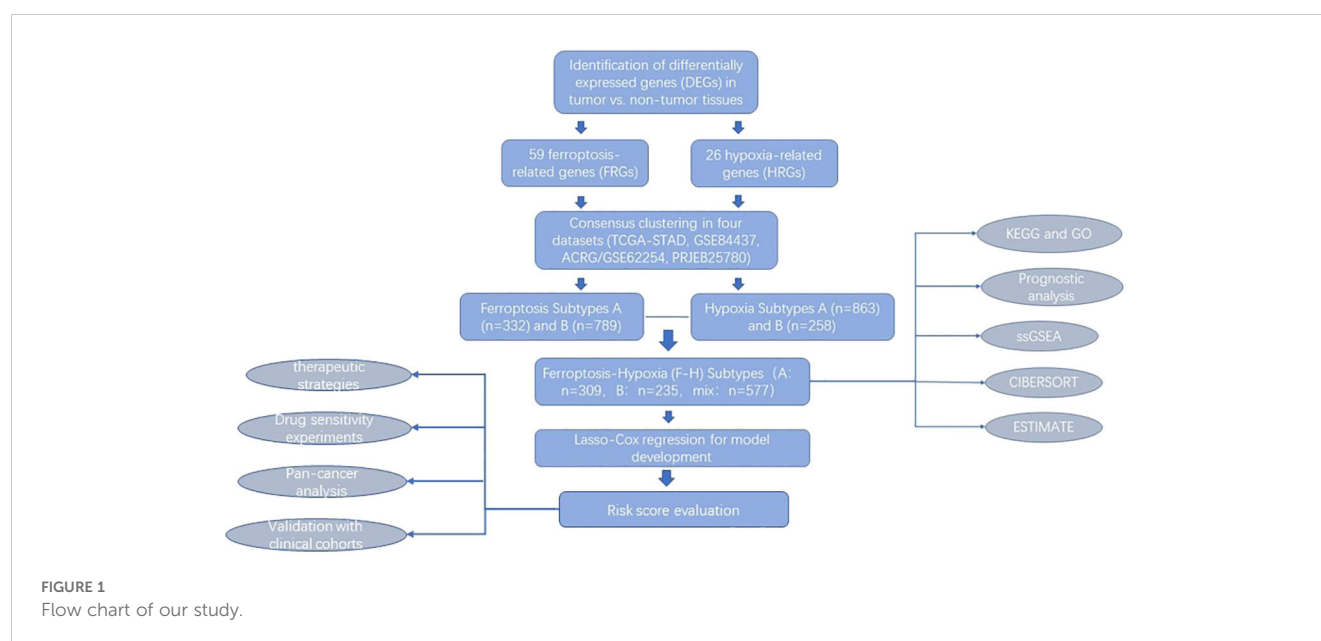 Identification of differentially
expressed genes (DEGs) in
tumor vs. non-tumor tissues
59 ferroptosis-
related genes (FRGs)
26 hypoxia-related
genes (HRGs)
Consensus clustering in four
datasets (TCGA-STAD, GSE84437,
ACRG/GSE62254, PRJEB25780)
Ferroptosis Subtypes A
(n=332) and B (n=789)
Hypoxia Subtypes A (n=863)
and B (n=258)
Ferroptosis-Hypoxia (F-H) Subtypes (A:
n=309, B: n=235, mix: n=577)
Lasso-Cox regression for model
development
Risk score evaluation
KEGG and GO
Prognostic
analysis
ssGSEA
CIBERSORT
ESTIMATE
therapeutic
strategies
Drug sensitivity
experiments
Pan-cancer
analysis
Validation with
clinical cohorts
FIGURE 1
Flow chart of our study.